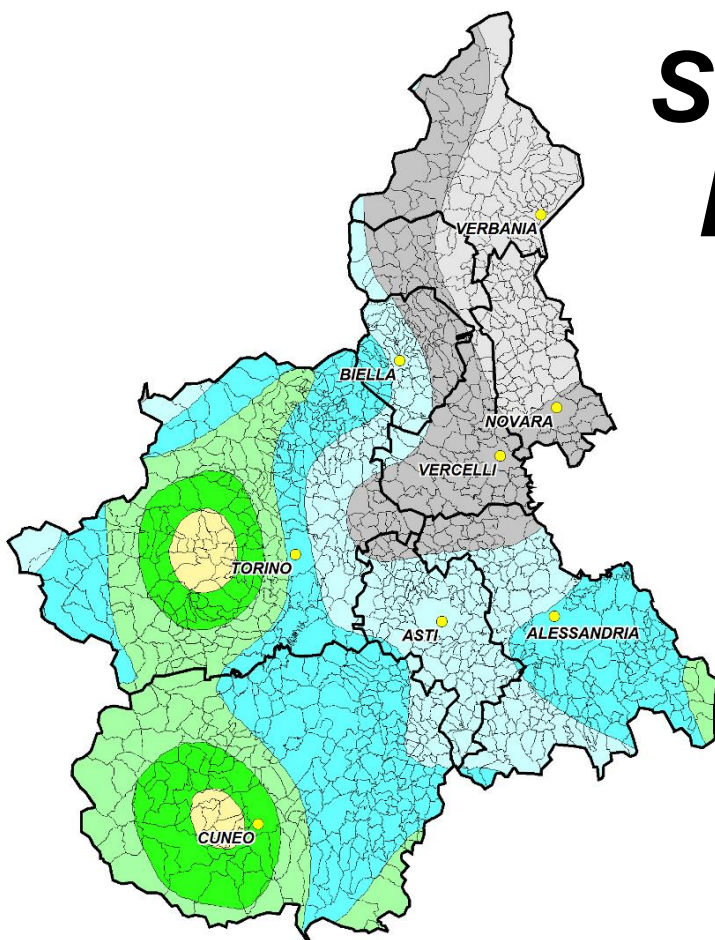 S
VERBANIA
BIELLA
NOVARA
VERCELLI
TORINO
ASTI
ALESSANDRIA
CUNEO